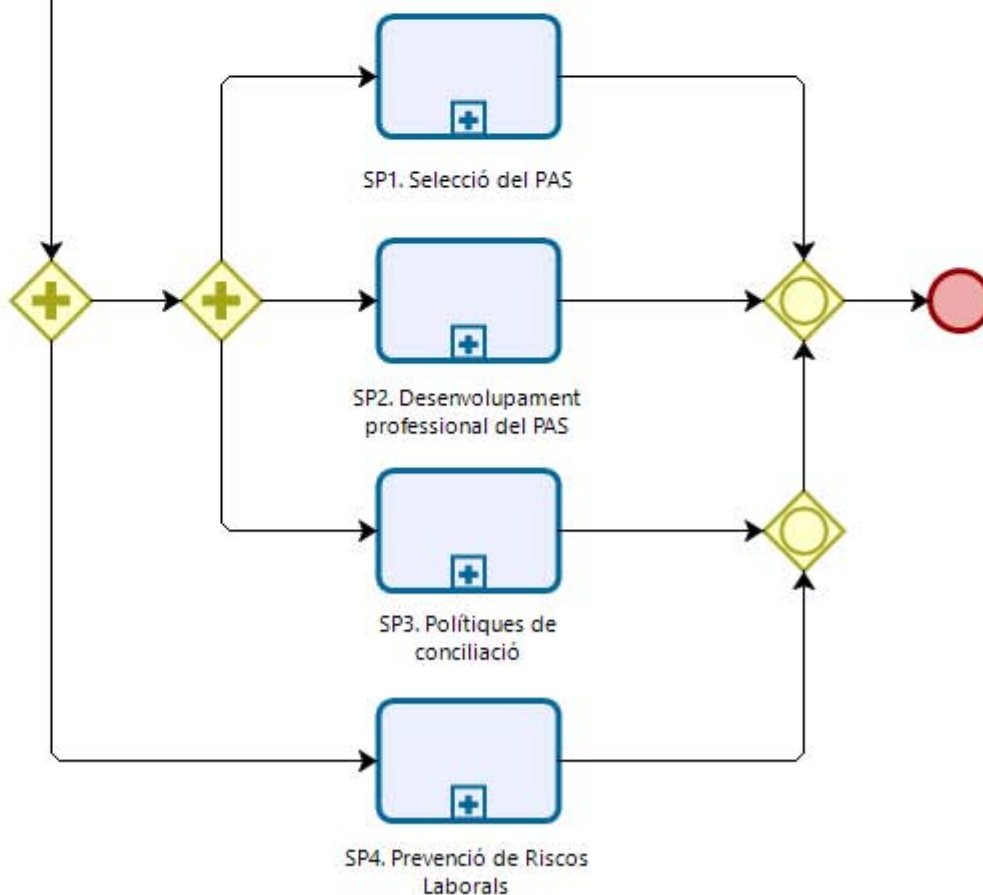 SP1. Selecció del PAS
SP2. Desenvolupament
professional del PAS
SP3. Polítiques de
conciliació
SP4. Prevenció de Riscos
Laborals